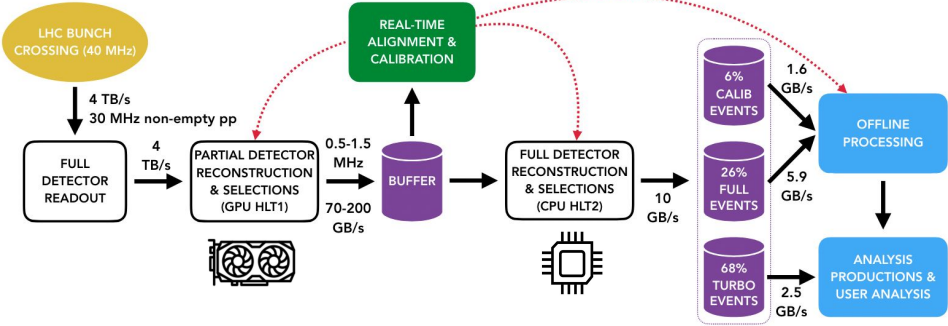 LHC BUNCH
CROSSING (40 MHz)
4 TB/s
30 MHz non-empty pp
FULL
DETECTOR
READOUT
4
TB/s
PARTIAL DETECTOR
RECONSTRUCTION
& SELECTIONS
(GPU HLT1)
0.5-1.5
MHz
70-200
GB/s
REAL-TIME
ALIGNMENT &
CALIBRATION
BUFFER
FULL DETECTOR
RECONSTRUCTION
& SELECTIONS
(CPU HLT2)
10
GB/s
6%
CALIB
EVENTS
26%
FULL
EVENTS
68%
TURBO
EVENTS
1.6
GB/s
5.9
GB/s
2.5
GB/s
OFFLINE
PROCESSING
ANALYSIS
PRODUCTIONS &
USER ANALYSIS